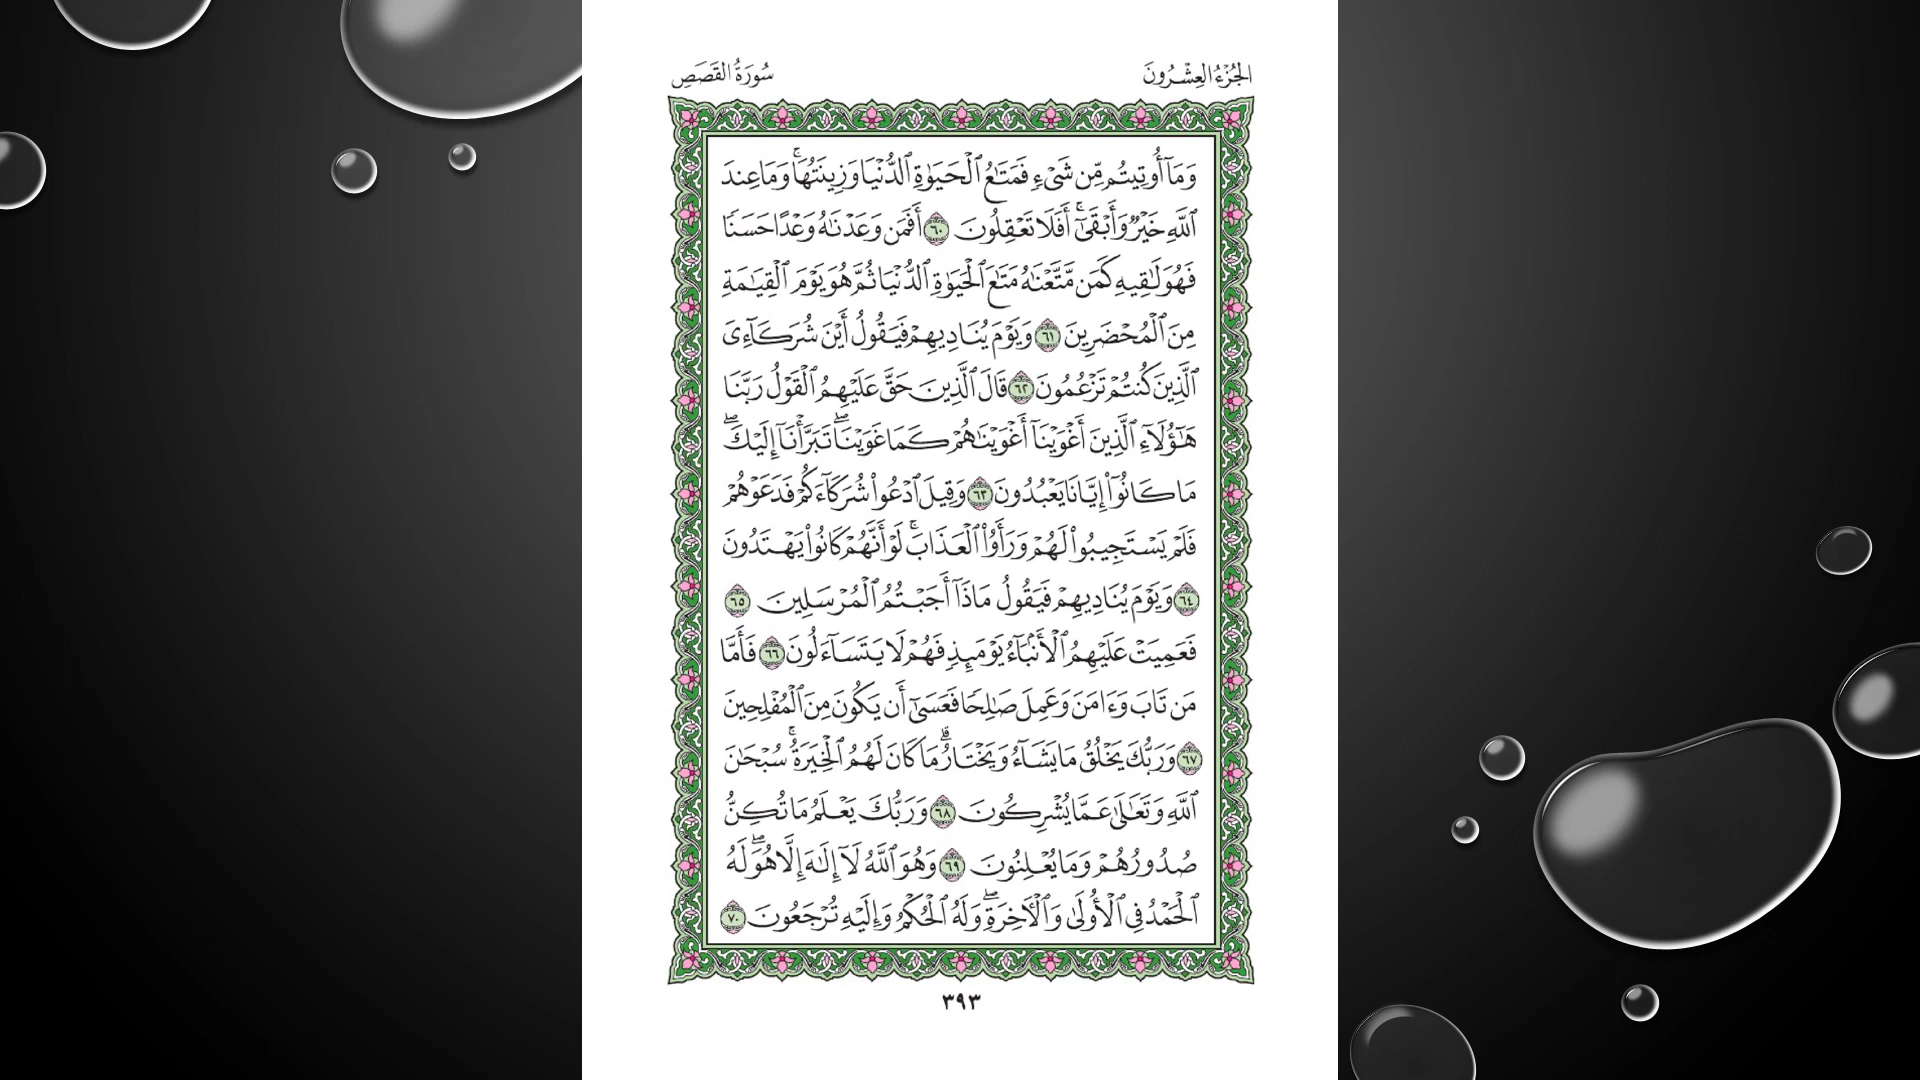 الجُزْءُ العِشْرُونَ
سُورَةُ القَصَصِ
وَمَآ أُوتِيتُم مِّن شَىْءٍ فَمَتَٰعُ ٱلْحَيَوٰةِ ٱلدُّنْيَا وَزِينَتُهَا ۚ وَمَا عِندَ
ٱللَّهِ خَيْرٌ وَأَبْقَىٰٓ ۚ أَفَلَا تَعْقِلُونَ ٦٠ أَفَمَن وَعَدْنَٰهُ وَعْدًا حَسَنًا
فَهُوَ لَٰقِيهِ كَمَن مَّتَّعْنَٰهُ مَتَٰعَ ٱلْحَيَوٰةِ ٱلدُّنْيَا ثُمَّ هُوَ يَوْمَ ٱلْقِيَٰمَةِ
مِنَ ٱلْمُحْضَرِينَ ٦١ وَيَوْمَ يُنَادِيهِمْ فَيَقُولُ أَيْنَ شُرَكَآءِىَ
ٱلَّذِينَ كُنتُمْ تَزْعُمُونَ ٦٢ قَالَ ٱلَّذِينَ حَقَّ عَلَيْهِمُ ٱلْقَوْلُ رَبَّنَا
هَٰٓؤُلَآءِ ٱلَّذِينَ أَغْوَيْنَآ أَغْوَيْنَٰهُمْ كَمَا غَوَيْنَا ۖ تَبَرَّأْنَآ إِلَيْكَ ۖ
مَا كَانُوٓا۟ إِيَّانَا يَعْبُدُونَ ٦٣ وَقِيلَ ٱدْعُوا۟ شُرَكَآءَكُمْ فَدَعَوْهُمْ
فَلَمْ يَسْتَجِيبُوا۟ لَهُمْ وَرَأَوُا۟ ٱلْعَذَابَ ۚ لَوْ أَنَّهُمْ كَانُوا۟ يَهْتَدُونَ
٦٤ وَيَوْمَ يُنَادِيهِمْ فَيَقُولُ مَاذَآ أَجَبْتُمُ ٱلْمُرْسَلِينَ ٦٥
فَعَمِيَتْ عَلَيْهِمُ ٱلْأَنۢبَآءُ يَوْمَئِذٍ فَهُمْ لَا يَتَسَآءَلُونَ ٦٦ فَأَمَّا
مَن تَابَ وَءَامَنَ وَعَمِلَ صَٰلِحًا فَعَسَىٰٓ أَن يَكُونَ مِنَ ٱلْمُفْلِحِينَ
٦٧ وَرَبُّكَ يَخْلُقُ مَا يَشَآءُ وَيَخْتَارُ ۗ مَا كَانَ لَهُمُ ٱلْخِيَرَةُ ۚ سُبْحَٰنَ
ٱللَّهِ وَتَعَٰلَىٰ عَمَّا يُشْرِكُونَ ٦٨ وَرَبُّكَ يَعْلَمُ مَا تُكِنُّ
صُدُورُهُمْ وَمَا يُعْلِنُونَ ٦٩ وَهُوَ ٱللَّهُ لَآ إِلَٰهَ إِلَّا هُوَ ۖ لَهُ
ٱلْحَمْدُ فِى ٱلْأُولَىٰ وَٱلْءَاخِرَةِ ۖ وَلَهُ ٱلْحُكْمُ وَإِلَيْهِ تُرْجَعُونَ ٧٠
٣٩٣